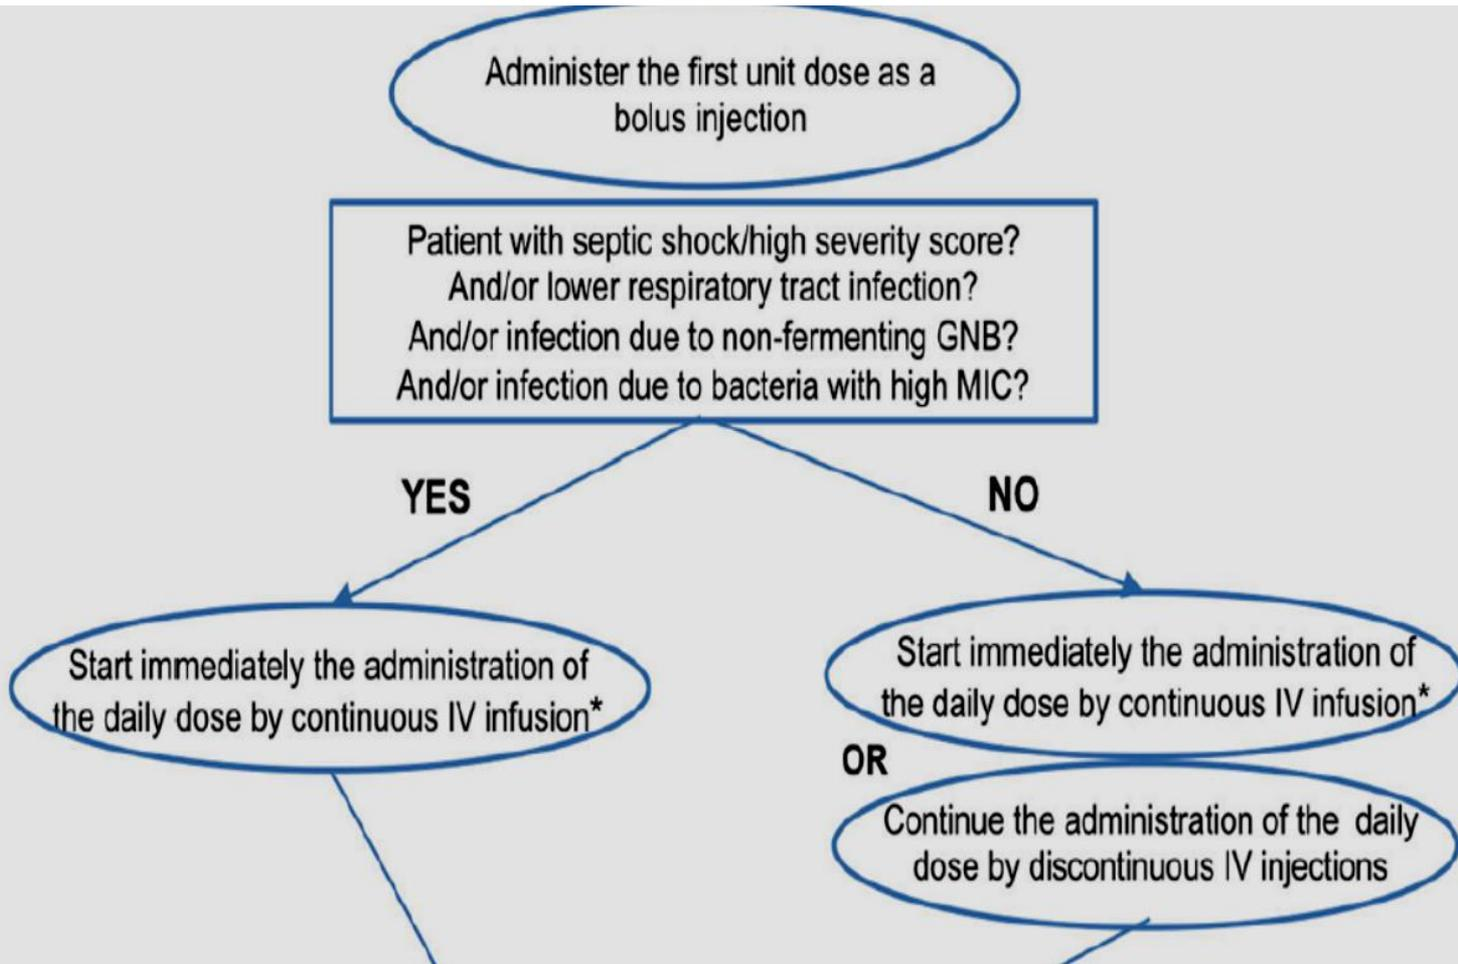 Administer the first unit dose as a
bolus injection
Patient with septic shock/high severity score?
And/or lower respiratory tract infection?
And/or infection due to non-fermenting GNB?
And/or infection due to bacteria with high MIC?
YES
NO
Start immediately the administration of
the daily dose by continuous IV infusion*
Start immediately the administration of
the daily dose by continuous IV infusion*
OR
Continue the administration of the daily
dose by discontinuous IV injections